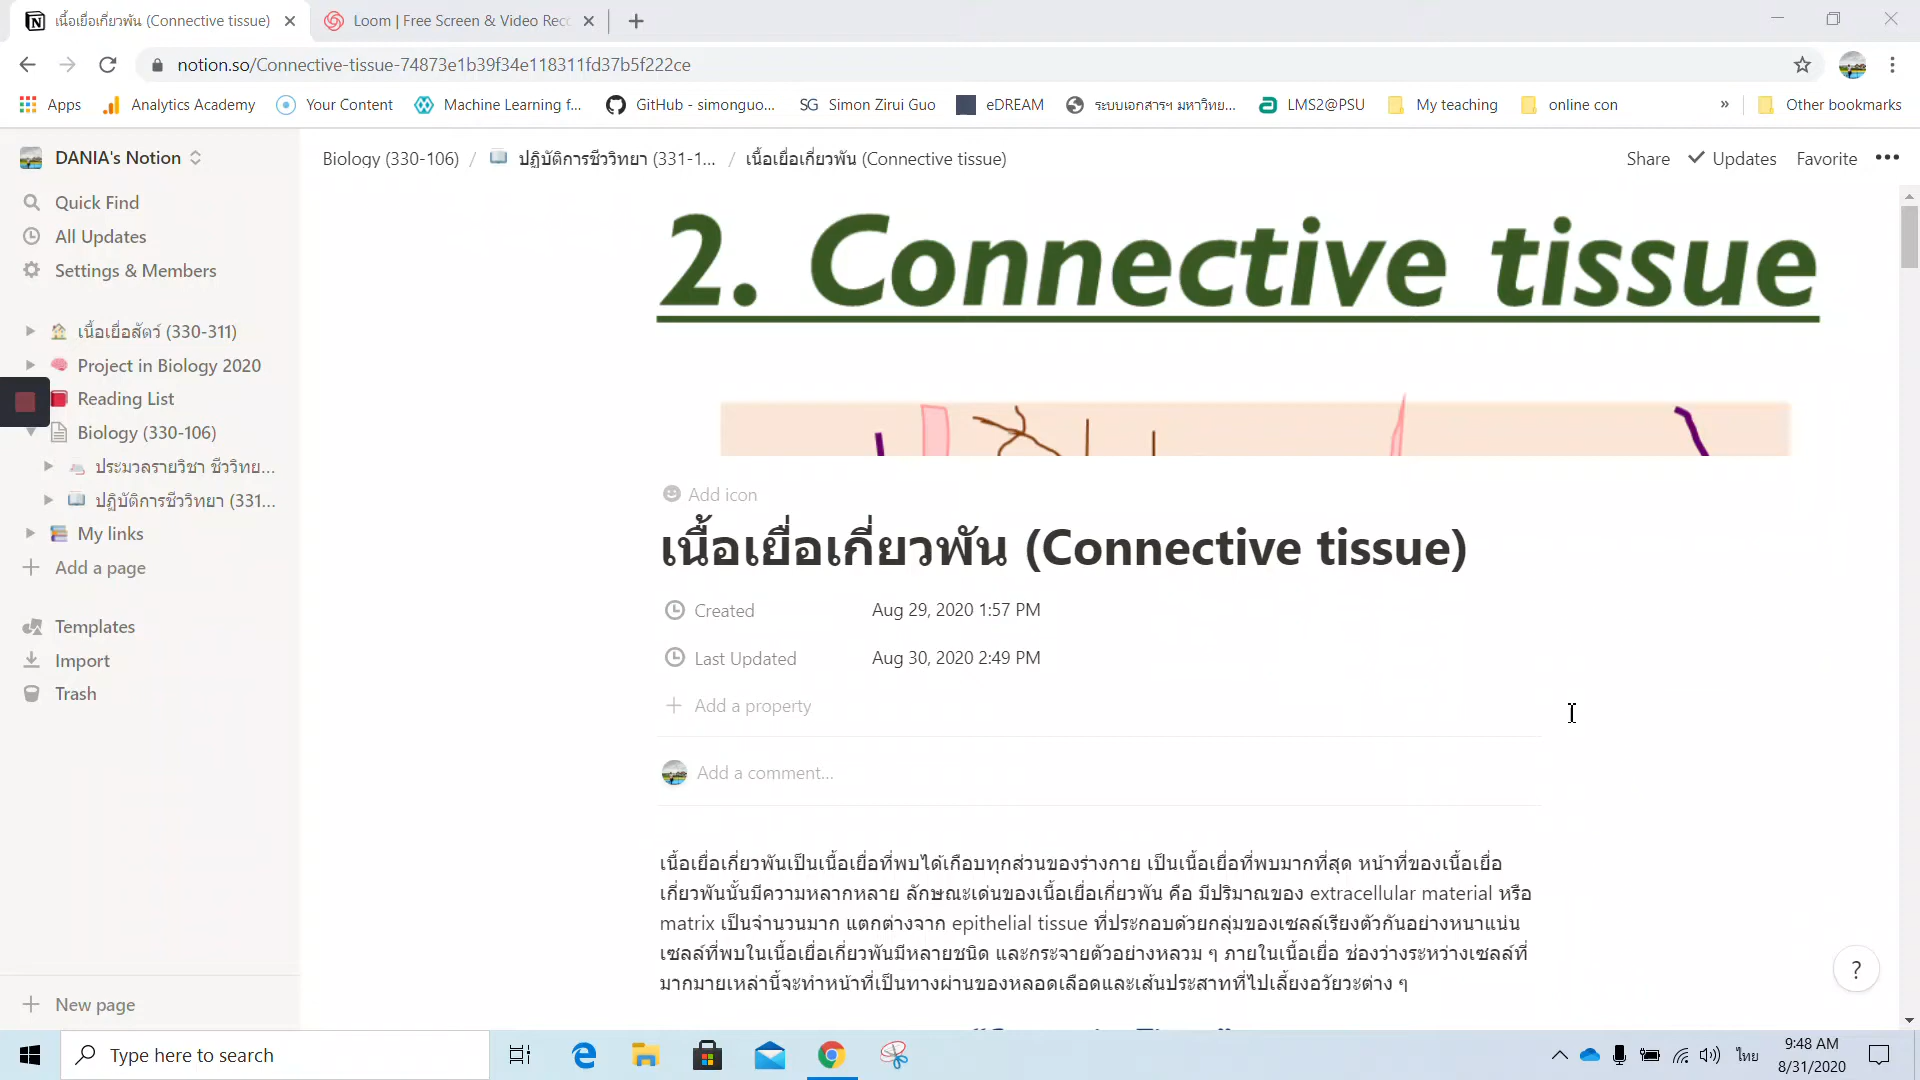 เนื้อเยื่อเกี่ยวพัน (Connective tissue)
Loom | Free Screen & Video Rec
notion.so/Connective-tissue-74873e1b39f34e118311fd37b5f222ce
Apps
Analytics Academy
Your Content
Machine Learning f...
GitHub - simonguo...
SG Simon Zirui Guo
eDREAM
ระบบเอกสารฯ มหาวิทย...
LMS2@PSU
My teaching
online con
»
Other bookmarks
DANIA's Notion
Biology (330-106) / ปฏิบัติการชีววิทยา (331-1... / เนื้อเยื่อเกี่ยวพัน (Connective tissue)
Share
Updates
Favorite
Quick Find
All Updates
Settings & Members
เนื้อเยื่อสัตว์ (330-311)
Project in Biology 2020
Reading List
Biology (330-106)
ประมวลรายวิชา ชีววิทย...
ปฏิบัติการชีววิทยา (331...
My links
Add a page
Templates
Import
Trash
New page
2. Connective tissue
Add icon
เนื้อเยื่อเกี่ยวพัน (Connective tissue)
Created Aug 29, 2020 1:57 PM
Last Updated Aug 30, 2020 2:49 PM
Add a property
Add a comment...
เนื้อเยื่อเกี่ยวพันเป็นเนื้อเยื่อที่พบได้เกือบทุกส่วนของร่างกาย เป็นเนื้อเยื่อที่พบมากที่สุด หน้าที่ของเนื้อเยื่อ
เกี่ยวพันนั้นมีความหลากหลาย ลักษณะเด่นของเนื้อเยื่อเกี่ยวพัน คือ มีปริมาณของ extracellular material หรือ
matrix เป็นจำนวนมาก แตกต่างจาก epithelial tissue ที่ประกอบด้วยกลุ่มของเซลล์เรียงตัวกันอย่างหนาแน่น
เซลล์ที่พบในเนื้อเยื่อเกี่ยวพันมีหลายชนิด และกระจายตัวอย่างหลวม ๆ ภายในเนื้อเยื่อ ช่องว่างระหว่างเซลล์ที่
มากมายเหล่านี้จะทำหน้าที่เป็นทางผ่านของหลอดเลือดและเส้นประสาทที่ไปเลี้ยงอวัยวะต่าง ๆ
?
Type here to search
ไทย
9:48 AM
8/31/2020